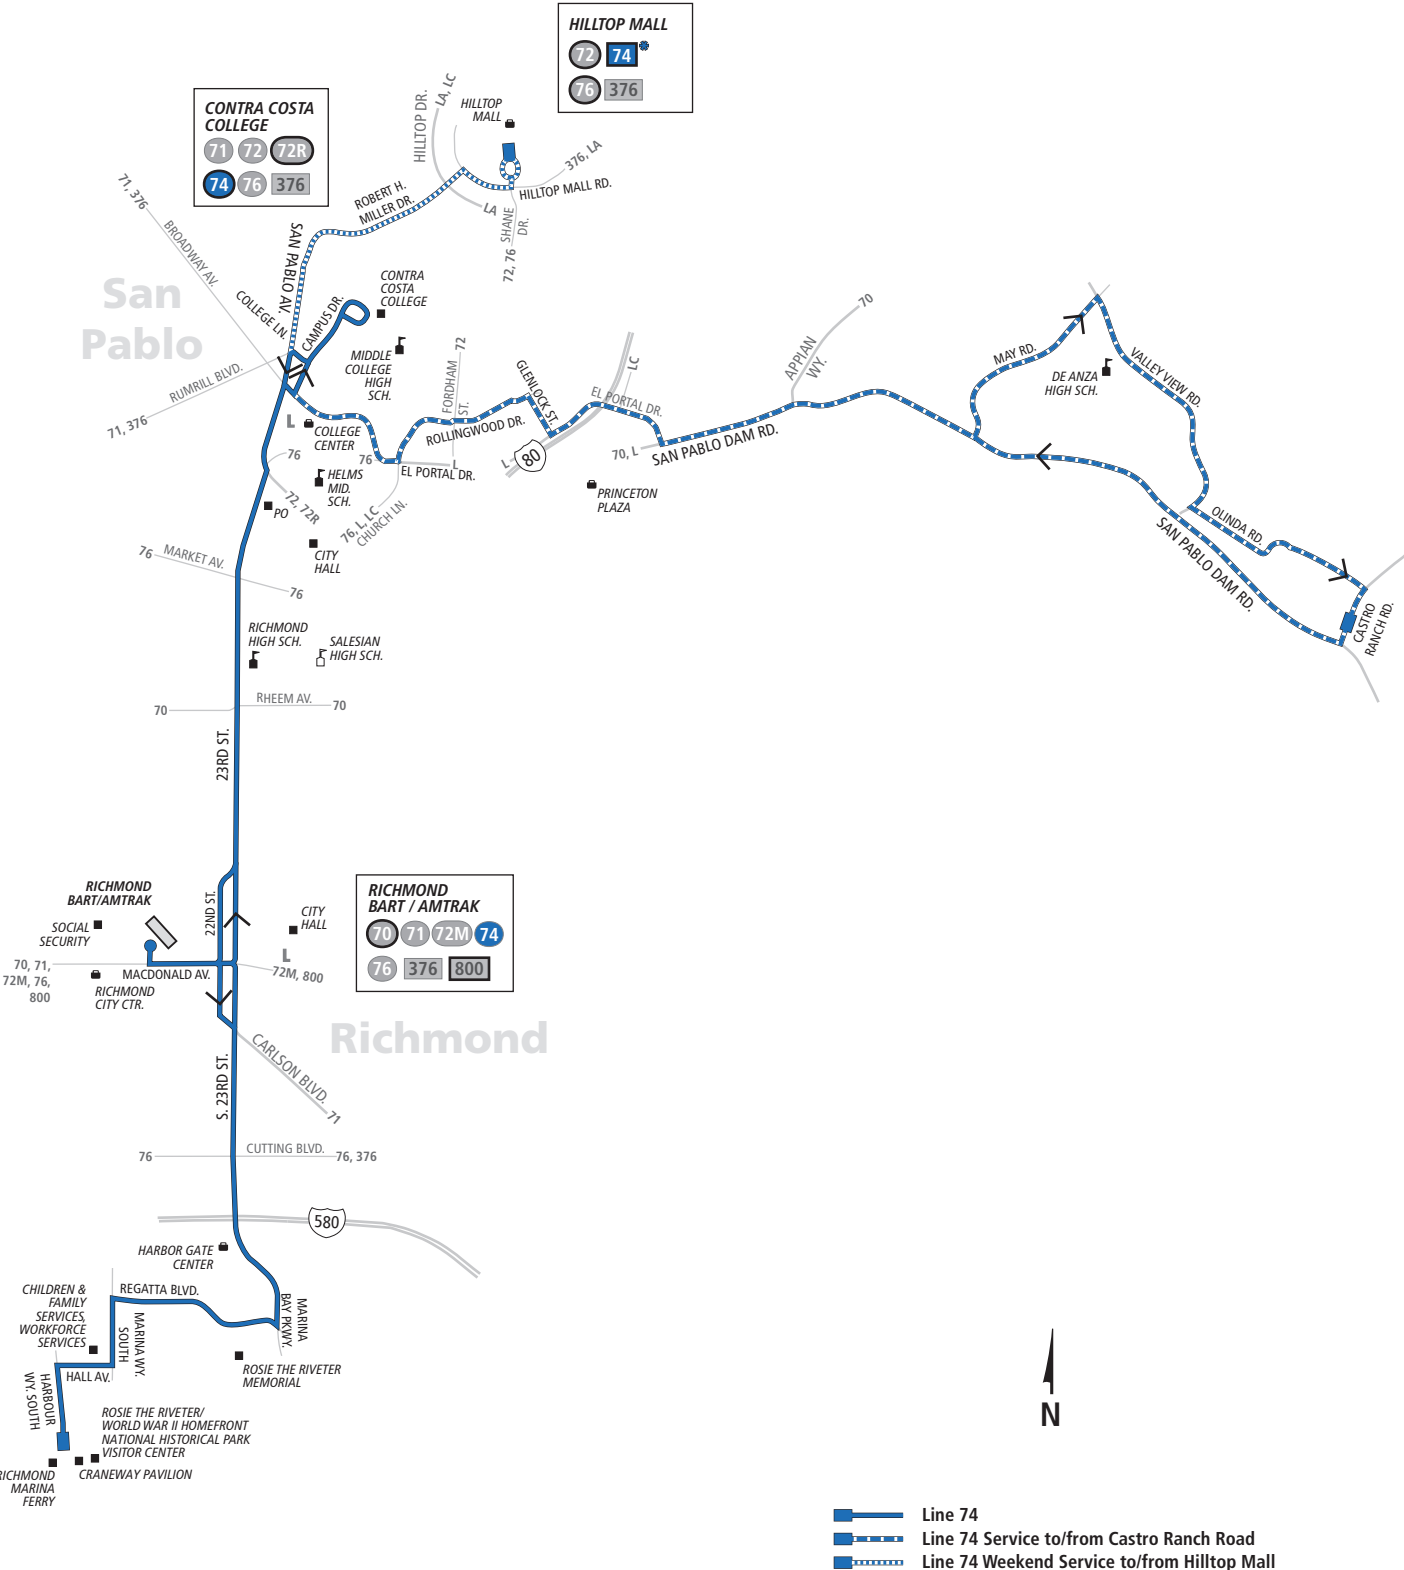 HILLTOP MALL
72 74
76 376
CONTRA COSTA
COLLEGE
71 72 72R
74 76 376
HILLTOP DR.
LA, LC
HILLTOP
MALL
376, LA
HILLTOP MALL RD.
LA
SHANE
DR.
72, 76
ROBERT H.
MILLER DR.
71, 376
BROADWAY AV.
SAN PABLO AV.
COLLEGE LN.
CAMPUS DR.
San
Pablo
CONTRA
COSTA
COLLEGE
MIDDLE
COLLEGE
HIGH
SCH.
RUMRILL BLVD.
71, 376
L
COLLEGE
CENTER
FORDHAM
ST.
72
ROLLINGWOOD DR.
GLENLOCK ST.
EL PORTAL DR.
LC
L
80
76
EL PORTAL DR.
L
70, L
SAN PABLO DAM RD.
APPIAN
WY.
70
MAY RD.
DE ANZA
HIGH SCH.
VALLEY VIEW RD.
OLINDA RD.
SAN PABLO DAM RD.
CASTRO
RANCH RD.
PRINCETON
PLAZA
76
HELMS
MID.
SCH.
72, 72R
PO
76, L, LC
CHURCH LN.
CITY
HALL
76
MARKET AV.
76
RICHMOND
HIGH SCH.
SALESIAN
HIGH SCH.
70
RHEEM AV.
70
23RD ST.
RICHMOND
BART/AMTRAK
SOCIAL
SECURITY
22ND ST.
CITY
HALL
L
RICHMOND
BART / AMTRAK
70 71 72M 74
76 376 800
70, 71,
72M, 76,
800
MACDONALD AV.
72M, 800
RICHMOND
CITY CTR.
Richmond
CARLSON BLVD.
71
S. 23RD ST.
76
CUTTING BLVD.
76, 376
580
HARBOR GATE
CENTER
REGATTA BLVD.
MARINA
BAY PKWY.
CHILDREN &
FAMILY
SERVICES,
WORKFORCE
SERVICES
MARINA WY.
SOUTH
HALL AV.
HARBOUR
WY. SOUTH
ROSIE THE RIVETER
MEMORIAL
ROSIE THE RIVETER/
WORLD WAR II HOMEFRONT
NATIONAL HISTORICAL PARK
VISITOR CENTER
CRANEWAY PAVILION
RICHMOND
MARINA
FERRY
N
Line 74
Line 74 Service to/from Castro Ranch Road
Line 74 Weekend Service to/from Hilltop Mall